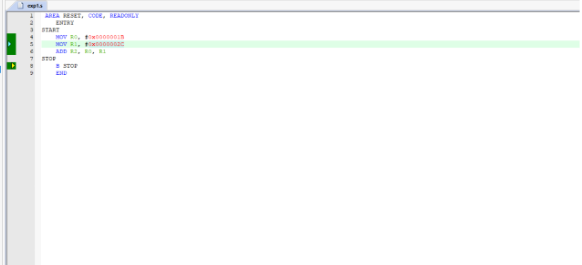 expts
1 AREA RESET, CODE, READONLY
2 ENTRY
3 START
4 MOV R0, #0x0000001B
5 MOV R1, #0x0000002C
6 ADD R2, R0, R1
7 STOP
8 B STOP
9 END